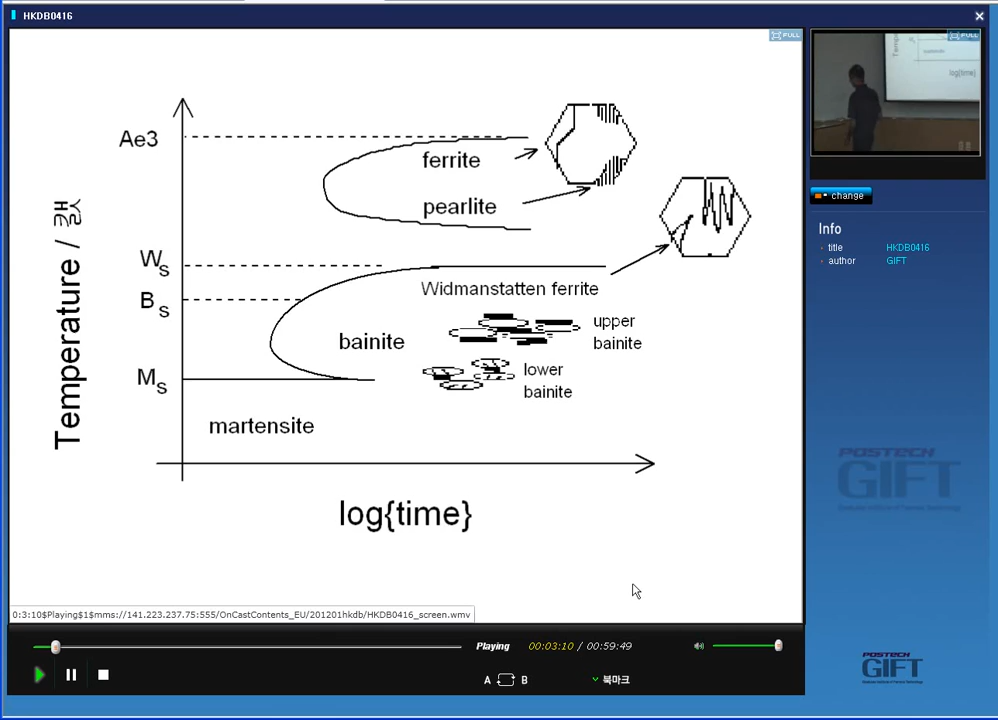 HKDB0416
FULL
FULL
Ae3
ferrite
pearlite
Ws
Bs
Widmanstatten ferrite
bainite
upper
bainite
lower
bainite
Ms
martensite
Temperature /
log{time}
change
Info
title HKDB0416
author GIFT
POSTECH
GIFT
0:3:10$Playing$1$mms://141.223.237.75:555/OnCastContents_EU/201201hkdb/HKDB0416_screen.wmv
Playing 00:03:10 / 00:59:49
A B 북마크
POSTECH
GIFT